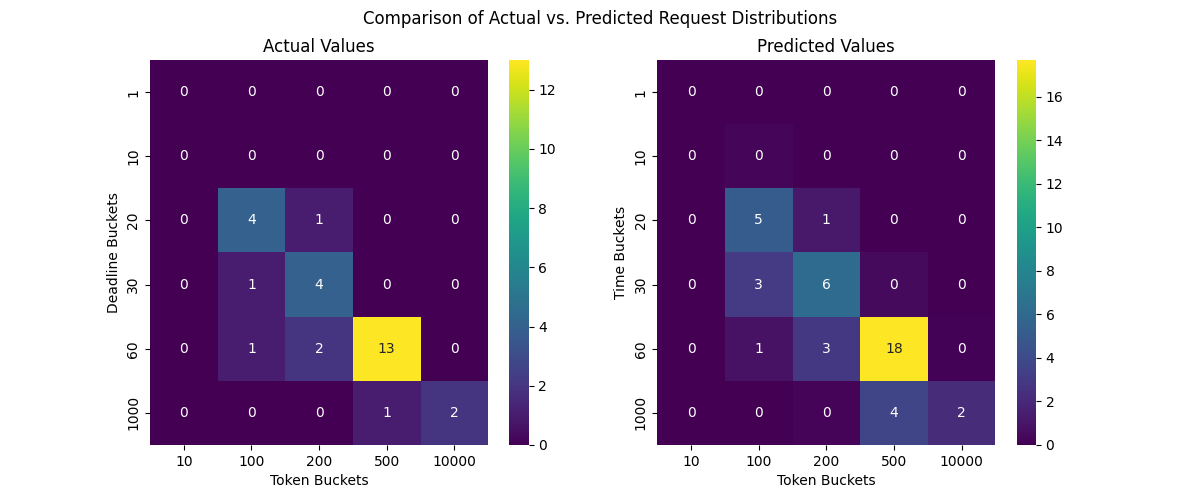 Comparison of Actual vs. Predicted Request Distributions
Actual Values
Deadline Buckets
1 0 0 0 0 0
10 0 0 0 0 0
20 0 4 1 0 0
30 0 1 4 0 0
60 0 1 2 13 0
1000 0 0 0 1 2
10 100 200 500 10000
Token Buckets
12
10
8
6
4
2
0
Predicted Values
Time Buckets
1 0 0 0 0 0
10 0 0 0 0 0
20 0 5 1 0 0
30 0 3 6 0 0
60 0 1 3 18 0
1000 0 0 0 4 2
10 100 200 500 10000
Token Buckets
16
14
12
10
8
6
4
2
0